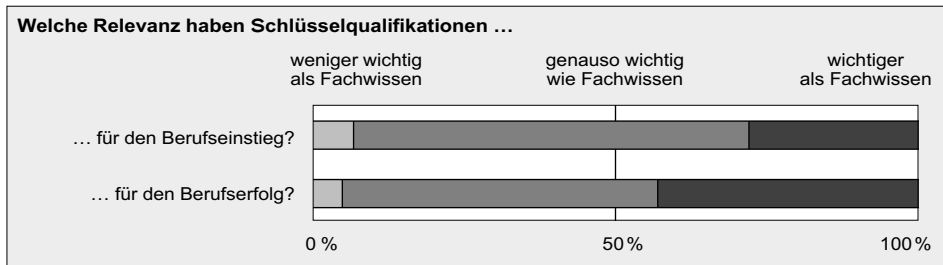 Welche Relevanz haben Schlüsselqualifikationen …
weniger wichtig
als Fachwissen
genauso wichtig
wie Fachwissen
wichtiger
als Fachwissen
… für den Berufseinstieg?
… für den Berufserfolg?
0 %
50 %
100 %